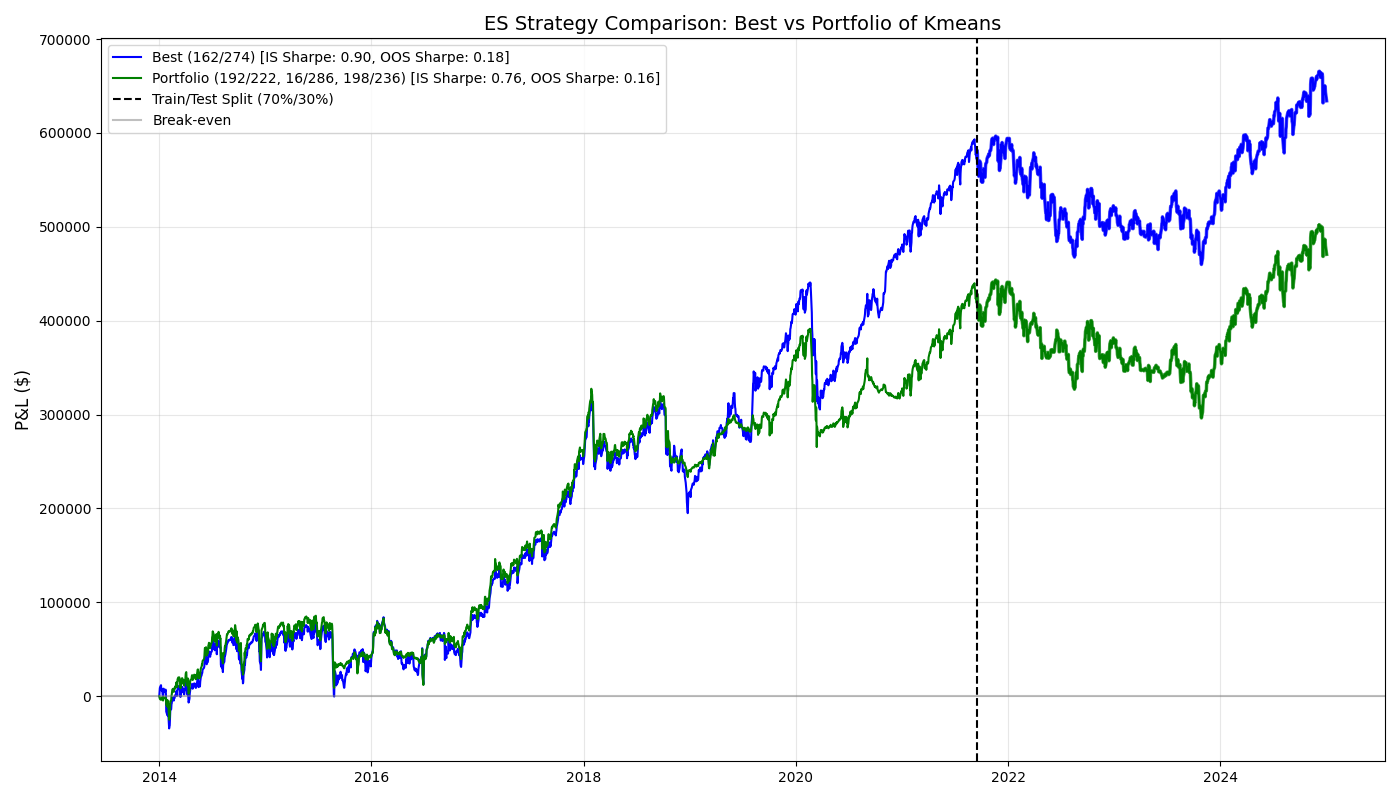 ES Strategy Comparison: Best vs Portfolio of Kmeans
Best (162/274) [IS Sharpe: 0.90, OOS Sharpe: 0.18]
Portfolio (192/222, 16/286, 198/236) [IS Sharpe: 0.76, OOS Sharpe: 0.16]
Train/Test Split (70%/30%)
Break-even
P&L ($)
700000
600000
500000
400000
300000
200000
100000
0
2014
2016
2018
2020
2022
2024